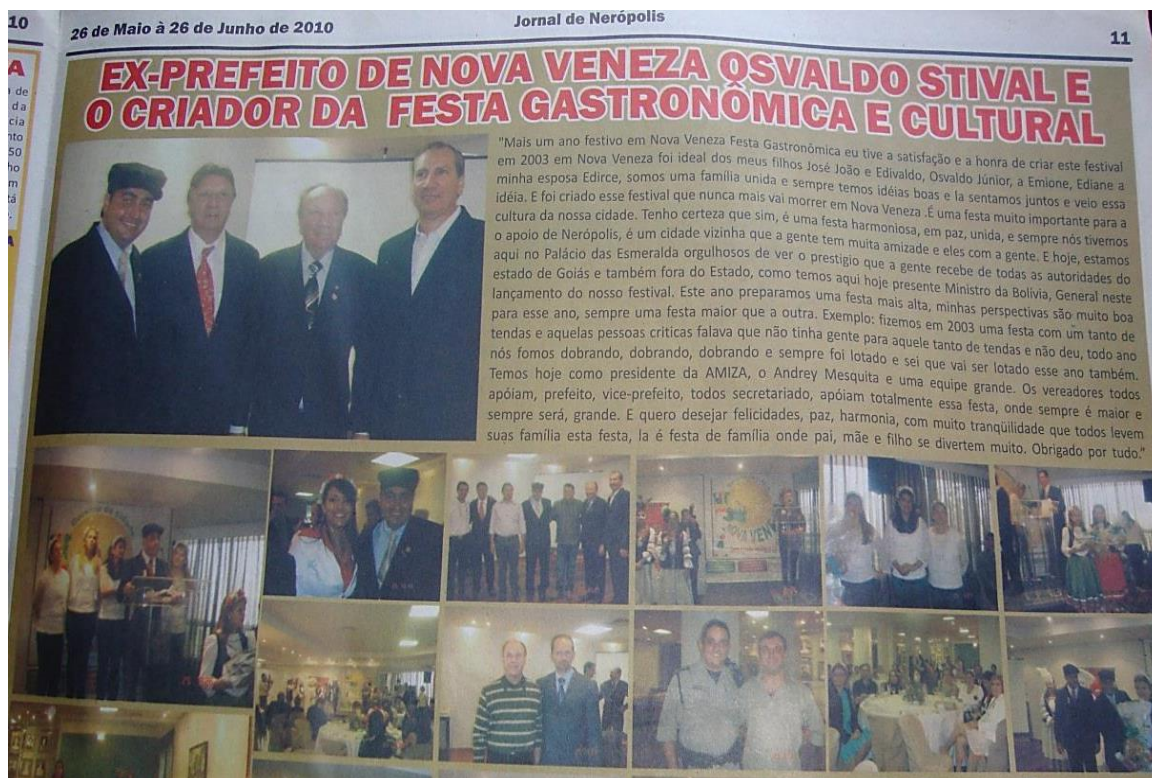 10
A
de
da
cia
nto
50
ho
m
tá
A
26 de Maio à 26 de Junho de 2010
Jornal de Nerópolis
11
EX-PREFEITO DE NOVA VENEZA OSVALDO STIVAL E
O CRIADOR DA FESTA GASTRONÔMICA E CULTURAL
"Mais um ano festivo em Nova Veneza Festa Gastronômica eu tive a satisfação e a honra de criar este festival
em 2003 em Nova Veneza foi ideal dos meus filhos José João e Edivaldo, Osvaldo Júnior, a Emione, Ediane a
minha esposa Edirce, somos uma família unida e sempre temos idéias boas e la sentamos juntos e veio essa
idéia. E foi criado esse festival que nunca mais vai morrer em Nova Veneza .É uma festa muito importante para a
cultura da nossa cidade. Tenho certeza que sim, é uma festa harmoniosa, em paz, unida, e sempre nós tivemos
o apoio de Nerópolis, é um cidade vizinha que a gente tem muita amizade e eles com a gente. E hoje, estamos
aqui no Palácio das Esmeralda orgulhosos de ver o prestigio que a gente recebe de todas as autoridades do
estado de Goiás e também fora do Estado, como temos aqui hoje presente Ministro da Bolivia, General neste
lançamento do nosso festival. Este ano preparamos uma festa mais alta, minhas perspectivas são muito boa
para esse ano, sempre uma festa maior que a outra. Exemplo: fizemos em 2003 uma festa com um tanto de
tendas e aquelas pessoas criticas falava que não tinha gente para aquele tanto de tendas e não deu, todo ano
nós fomos dobrando, dobrando, dobrando e sempre foi lotado e sei que vai ser lotado esse ano também.
Temos hoje como presidente da AMIZA, o Andrey Mesquita e uma equipe grande. Os vereadores todos
apóiam, prefeito, vice-prefeito, todos secretariado, apóiam totalmente essa festa, onde sempre é maior e
sempre será, grande. E quero desejar felicidades, paz, harmonia, com muito tranqüilidade que todos levem
suas família esta festa, la é festa de família onde pai, mãe e filho se divertem muito. Obrigado por tudo."